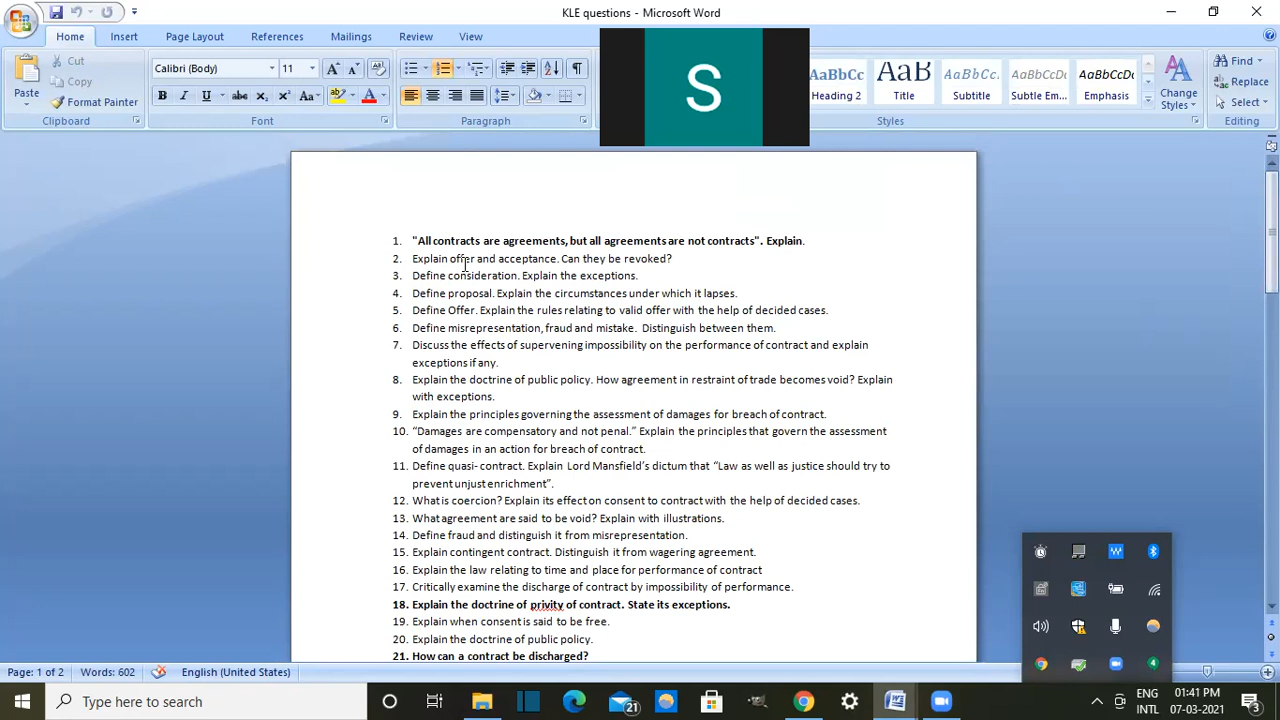 KLE questions - Microsoft Word
Home Insert Page Layout References Mailings Review View
Cut
Copy
Format Painter
Paste
Clipboard
Calibri (Body) 11
Font
Paragraph
S
AaBbCc Heading 2
AaB Title
AaBbCc. Subtitle
AaBbCcDc Subtle Em...
AaBbCcDc Emphasis
Change Styles
Styles
Find
Replace
Select
Editing
1. "All contracts are agreements, but all agreements are not contracts". Explain.
2. Explain offer and acceptance. Can they be revoked?
3. Define consideration. Explain the exceptions.
4. Define proposal. Explain the circumstances under which it lapses.
5. Define Offer. Explain the rules relating to valid offer with the help of decided cases.
6. Define misrepresentation, fraud and mistake. Distinguish between them.
7. Discuss the effects of supervening impossibility on the performance of contract and explain
exceptions if any.
8. Explain the doctrine of public policy. How agreement in restraint of trade becomes void? Explain
with exceptions.
9. Explain the principles governing the assessment of damages for breach of contract.
10. “Damages are compensatory and not penal.” Explain the principles that govern the assessment
of damages in an action for breach of contract.
11. Define quasi- contract. Explain Lord Mansfield’s dictum that “Law as well as justice should try to
prevent unjust enrichment”.
12. What is coercion? Explain its effect on consent to contract with the help of decided cases.
13. What agreement are said to be void? Explain with illustrations.
14. Define fraud and distinguish it from misrepresentation.
15. Explain contingent contract. Distinguish it from wagering agreement.
16. Explain the law relating to time and place for performance of contract
17. Critically examine the discharge of contract by impossibility of performance.
18. Explain the doctrine of privity of contract. State its exceptions.
19. Explain when consent is said to be free.
20. Explain the doctrine of public policy.
21. How can a contract be discharged?
Page: 1 of 2 Words: 602 English (United States)
Type here to search
21
ENG
INTL
01:41 PM
07-03-2021
3